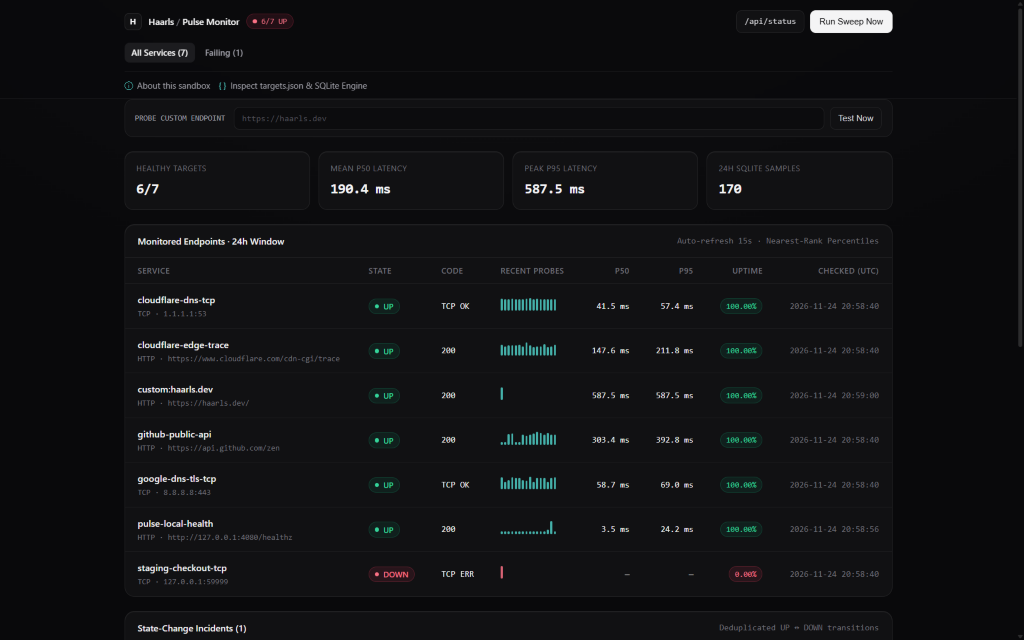 H Haarls / Pulse Monitor 6/7 UP /api/status Run Sweep Now
All Services (7) Failing (1)
About this sandbox {} Inspect targets.json & SQLite Engine
PROBE CUSTOM ENDPOINT https://haarls.dev Test Now
HEALTHY TARGETS MEAN P50 LATENCY PEAK P95 LATENCY 24H SQLITE SAMPLES
6/7 190.4 ms 587.5 ms 170
Monitored Endpoints · 24h Window Auto-refresh 15s · Nearest-Rank Percentiles
SERVICE STATE CODE RECENT PROBES P50 P95 UPTIME CHECKED (UTC)
cloudflare-dns-tcp
TCP · 1.1.1.1:53
UP TCP OK 41.5 ms 57.4 ms 100.00% 2026-11-24 20:58:40
cloudflare-edge-trace
HTTP · https://www.cloudflare.com/cdn-cgi/trace
UP 200 147.6 ms 211.8 ms 100.00% 2026-11-24 20:58:40
custom:haarls.dev
HTTP · https://haarls.dev/
UP 200 587.5 ms 587.5 ms 100.00% 2026-11-24 20:59:00
github-public-api
HTTP · https://api.github.com/zen
UP 200 303.4 ms 392.8 ms 100.00% 2026-11-24 20:58:40
google-dns-tls-tcp
TCP · 8.8.8.8:443
UP TCP OK 58.7 ms 69.0 ms 100.00% 2026-11-24 20:58:40
pulse-local-health
HTTP · http://127.0.0.1:4080/healthz
UP 200 3.5 ms 24.2 ms 100.00% 2026-11-24 20:58:56
staging-checkout-tcp
TCP · 127.0.0.1:59999
DOWN TCP ERR — — 0.00% 2026-11-24 20:58:40
State-Change Incidents (1) Deduplicated UP ↔ DOWN transitions